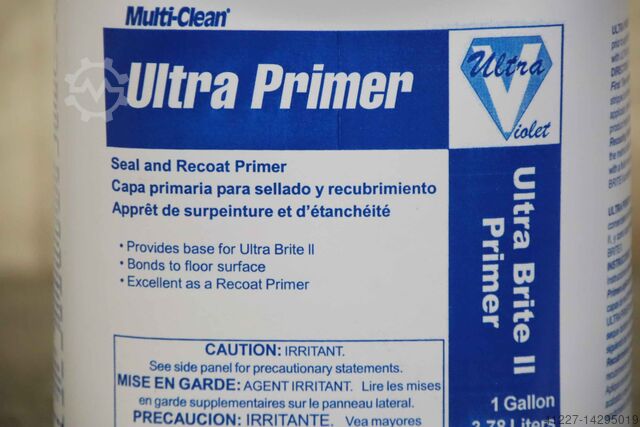 Multi-Clean®
Ultra Primer
Ultra
Violet
Seal and Recoat Primer
Capa primaria para sellado y recubrimiento
Apprêt de surpeinture et d'étanchéité
• Provides base for Ultra Brite II
• Bonds to floor surface
• Excellent as a Recoat Primer
Ultra Brite II
Primer
CAUTION: IRRITANT.
See side panel for precautionary statements.
MISE EN GARDE: AGENT IRRITANT. Lire les mises
en garde supplementaires sur le panneau lateral.
PRECAUCION: IRRITANTE. Vea mayores
1 Gallon
3.78 Liters
11227-14295019